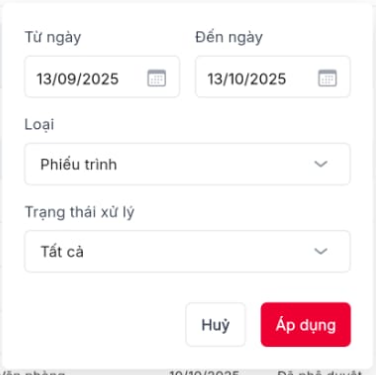 Từ ngày Đến ngày
13/09/2025 13/10/2025
Loại
Phiếu trình
Trạng thái xử lý
Tất cả
Huỷ Áp dụng